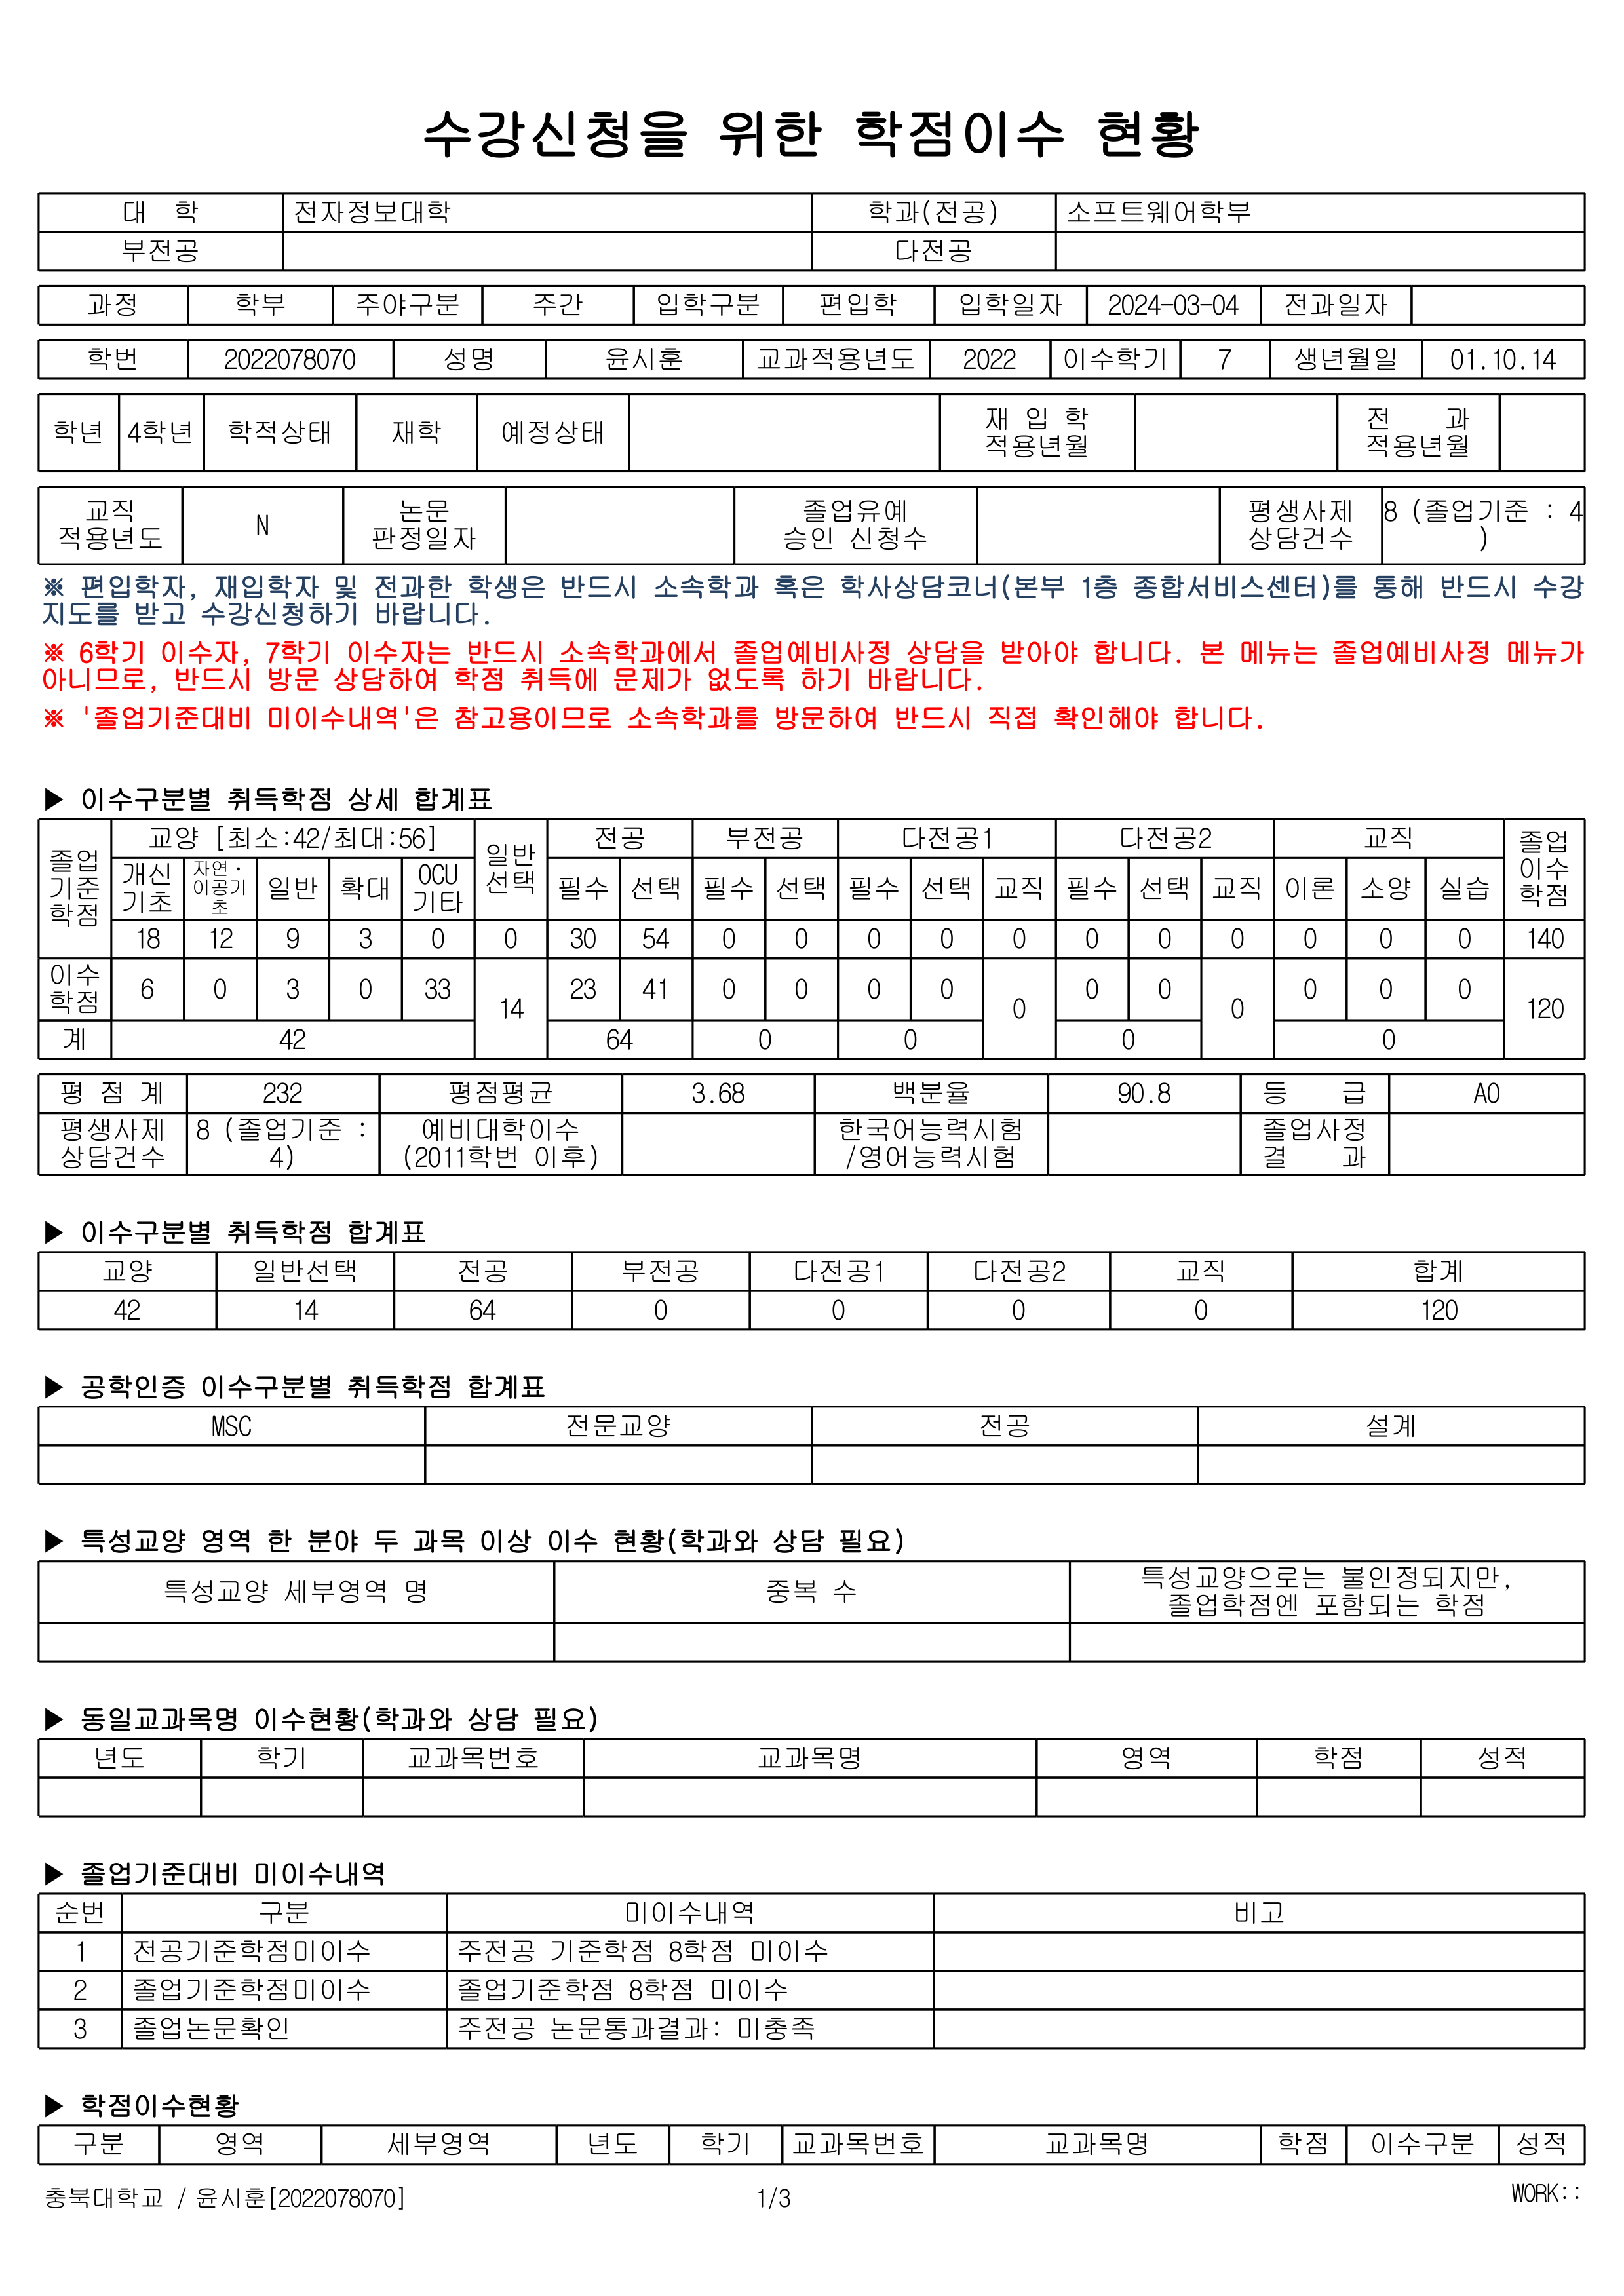 수강신청을 위한 학점이수 현황
대 학 전자정보대학 학과(전공) 소프트웨어학부
부전공 다전공
과정 학부 주야구분 주간 입학구분 편입학 입학일자 2024-03-04 전과일자
학번 2022078070 성명 윤시훈 교과적용년도 2022 이수학기 7 생년월일 01.10.14
학년 4학년 학적상태 재학 예정상태 재 입 학 적용년월 전 과 적용년월
교직 적용년도 N 논문 판정일자 졸업유예 승인 신청수 평생사제 상담건수 8 (졸업기준 : 4 )
※ 편입학자, 재입학자 및 전과한 학생은 반드시 소속학과 혹은 학사상담코너(본부 1층 종합서비스센터)를 통해 반드시 수강
지도를 받고 수강신청하기 바랍니다.
※ 6학기 이수자, 7학기 이수자는 반드시 소속학과에서 졸업예비사정 상담을 받아야 합니다. 본 메뉴는 졸업예비사정 메뉴가
아니므로, 반드시 방문 상담하여 학점 취득에 문제가 없도록 하기 바랍니다.
※ '졸업기준대비 미이수내역'은 참고용이므로 소속학과를 방문하여 반드시 직접 확인해야 합니다.
▶ 이수구분별 취득학점 상세 합계표
졸업 기준 학점 교양 [최소:42/최대:56] 일반 선택 전공 부전공 다전공1 다전공2 교직 졸업 이수 학점
개신 기초 자연· 이공기 초 일반 확대 OCU 기타 필수 선택 필수 선택 필수 선택 교직 필수 선택 교직 이론 소양 실습
18 12 9 3 0 0 30 54 0 0 0 0 0 0 0 0 0 0 0 140
이수 학점 6 0 3 0 33 14 23 41 0 0 0 0 0 0 0 0 0 0 0 120
계 42 64 0 0 0 0
평 점 계 232 평점평균 3.68 백분율 90.8 등 급 A0
평생사제 상담건수 8 (졸업기준 : 4) 예비대학이수 (2011학번 이후) 한국어능력시험 /영어능력시험 졸업사정 결 과
▶ 이수구분별 취득학점 합계표
교양 일반선택 전공 부전공 다전공1 다전공2 교직 합계
42 14 64 0 0 0 0 120
▶ 공학인증 이수구분별 취득학점 합계표
MSC 전문교양 전공 설계
▶ 특성교양 영역 한 분야 두 과목 이상 이수 현황(학과와 상담 필요)
특성교양 세부영역 명 중복 수 특성교양으로는 불인정되지만, 졸업학점엔 포함되는 학점
▶ 동일교과목명 이수현황(학과와 상담 필요)
년도 학기 교과목번호 교과목명 영역 학점 성적
▶ 졸업기준대비 미이수내역
순번 구분 미이수내역 비고
1 전공기준학점미이수 주전공 기준학점 8학점 미이수
2 졸업기준학점미이수 졸업기준학점 8학점 미이수
3 졸업논문확인 주전공 논문통과결과: 미충족
▶ 학점이수현황
구분 영역 세부영역 년도 학기 교과목번호 교과목명 학점 이수구분 성적
충북대학교 / 윤시훈[2022078070] 1/3 WORK::